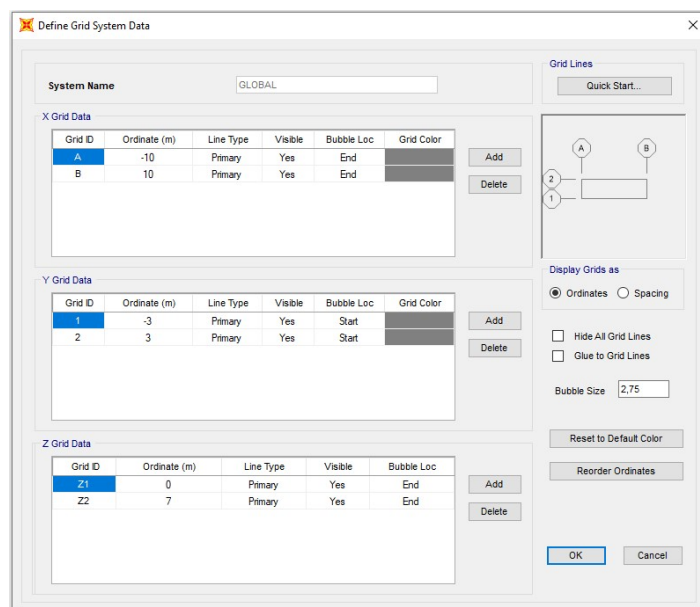 Define Grid System Data
System Name
GLOBAL
Grid Lines
Quick Start...
X Grid Data
Grid ID Ordinate (m) Line Type Visible Bubble Loc Grid Color
A -10 Primary Yes End
B 10 Primary Yes End
Add
Delete
A B
2
1
Y Grid Data
Grid ID Ordinate (m) Line Type Visible Bubble Loc Grid Color
1 -3 Primary Yes Start
2 3 Primary Yes Start
Add
Delete
Display Grids as
Ordinates Spacing
Hide All Grid Lines
Glue to Grid Lines
Bubble Size 2,75
Z Grid Data
Grid ID Ordinate (m) Line Type Visible Bubble Loc
Z1 0 Primary Yes End
Z2 7 Primary Yes End
Add
Delete
Reset to Default Color
Reorder Ordinates
OK Cancel